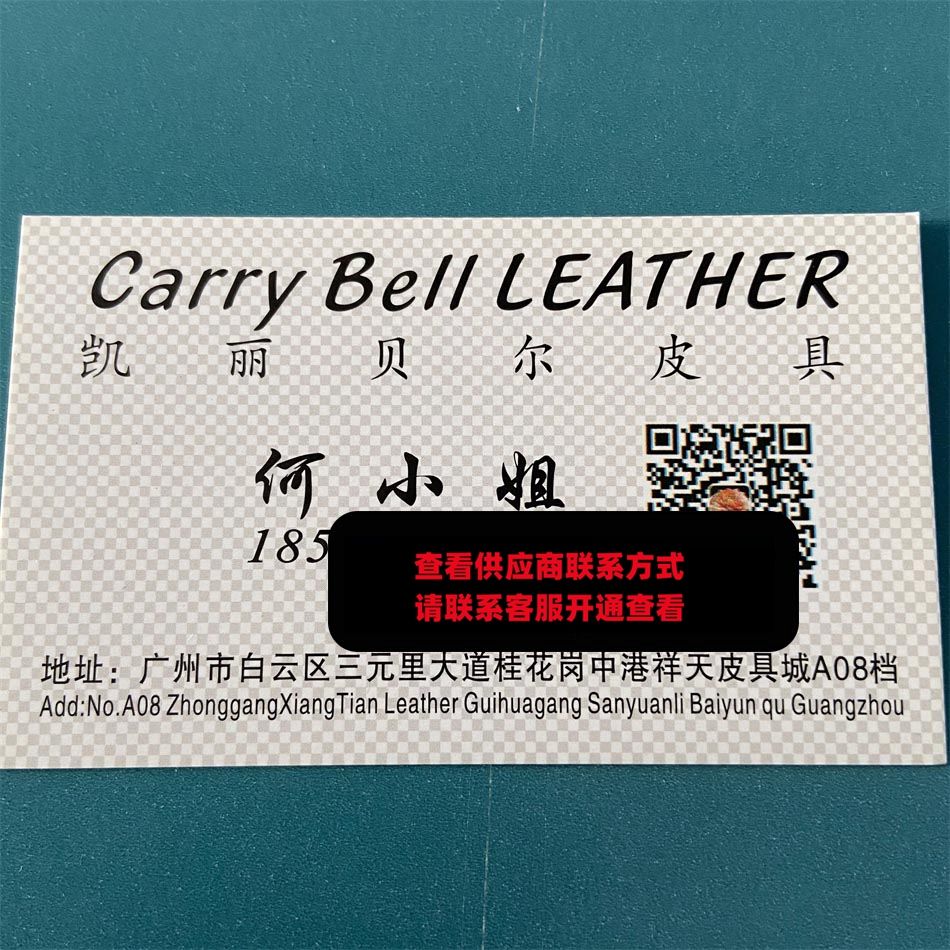 Carry Bell LEATHER
凯丽贝尔皮具
何小姐
185
查看供应商联系方式
请联系客服开通查看
地址：广州市白云区三元里大道桂花岗中港祥天皮具城A08档
Add:No.A08 ZhonggangXiangTian Leather Guihuagang Sanyuanli Baiyun qu Guangzhou